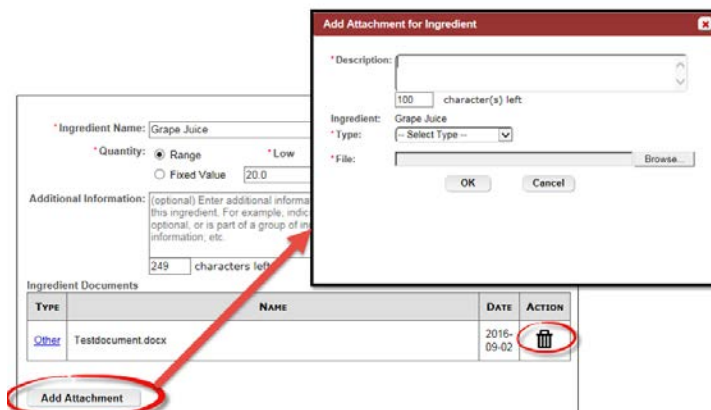 Add Attachment for Ingredient
*Description:
100 character(s) left
Ingredient: Grape Juice
*Type: -- Select Type --
*File: Browse...
OK Cancel
*Ingredient Name: Grape Juice
*Quantity: Range *Low
Fixed Value 20.0
Additional Information: (optional) Enter additional informa
this ingredient. For example, indic
optional, or is part of a group of in
information, etc.
249 characters left
Ingredient Documents
TYPE NAME DATE ACTION
Other Testdocument.docx 2016-
09-02
Add Attachment